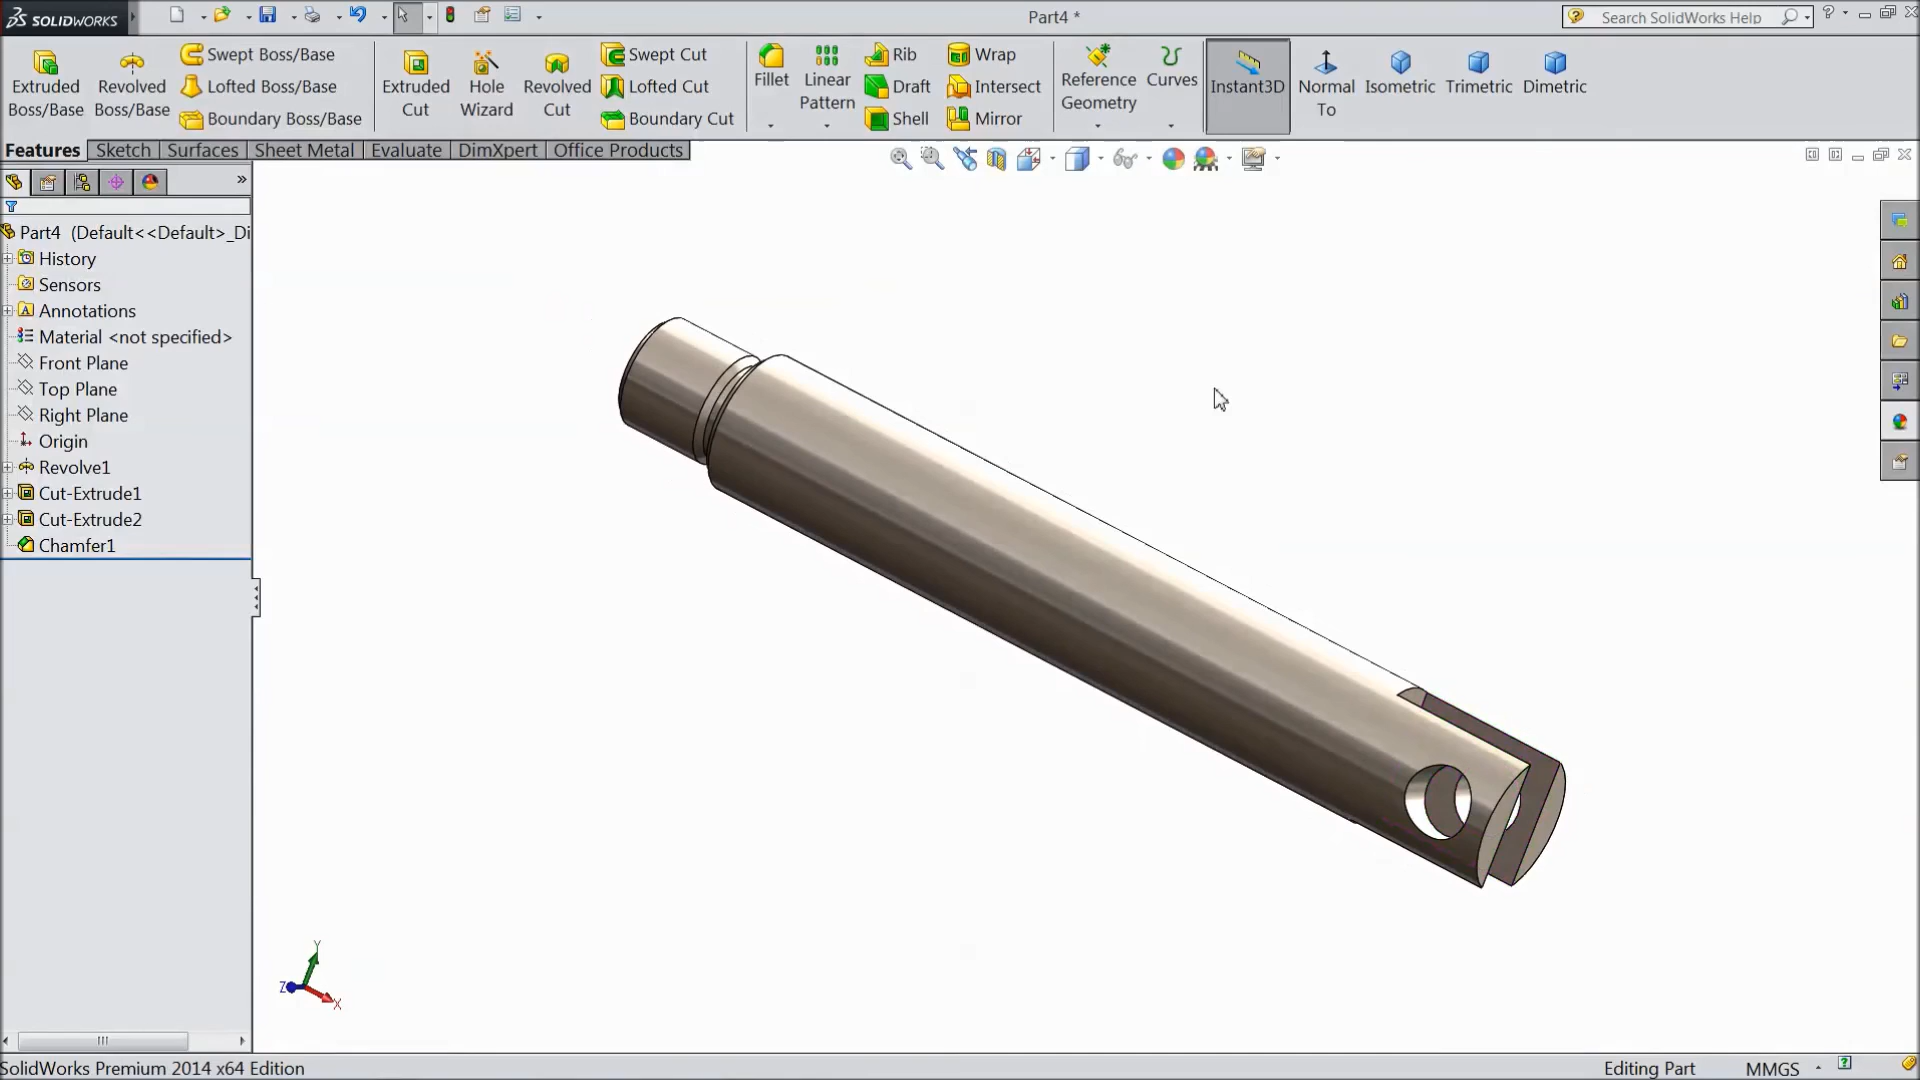 SOLIDWORKS
Part4 *
Search SolidWorks Help
Extruded Boss/Base
Revolved Boss/Base
Swept Boss/Base
Lofted Boss/Base
Boundary Boss/Base
Extruded Cut
Hole Wizard
Revolved Cut
Swept Cut
Lofted Cut
Boundary Cut
Fillet
Linear Pattern
Rib
Draft
Shell
Wrap
Intersect
Mirror
Reference Geometry
Curves
Instant3D
Normal To
Isometric
Trimetric
Dimetric
Features
Sketch
Surfaces
Sheet Metal
Evaluate
DimXpert
Office Products
Part4 (Default<<Default>_Di
History
Sensors
Annotations
Material <not specified>
Front Plane
Top Plane
Right Plane
Origin
Revolve1
Cut-Extrude1
Cut-Extrude2
Chamfer1
Y
Z
X
SolidWorks Premium 2014 x64 Edition
Editing Part
MMGS